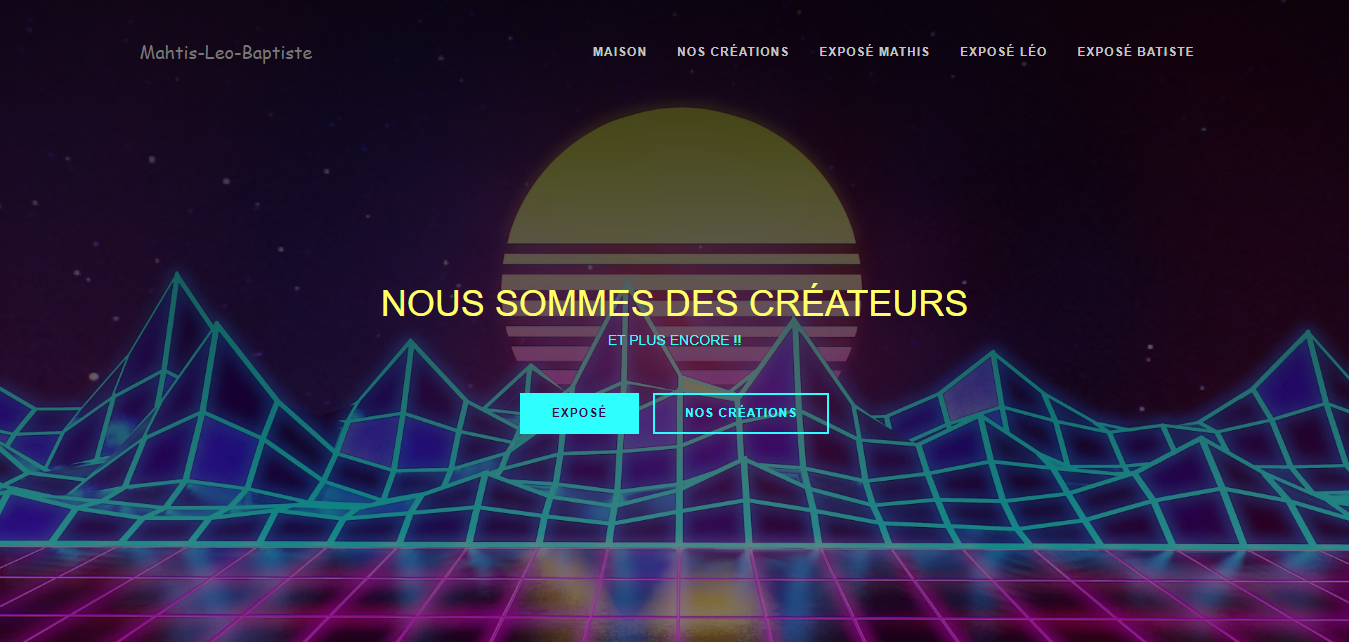 Mahtis-Leo-Baptiste
MAISON NOS CRÉATIONS EXPOSÉ MATHIS EXPOSÉ LÉO EXPOSÉ BATISTE
NOUS SOMMES DES CRÉATEURS
ET PLUS ENCORE !!
EXPOSÉ NOS CRÉATIONS